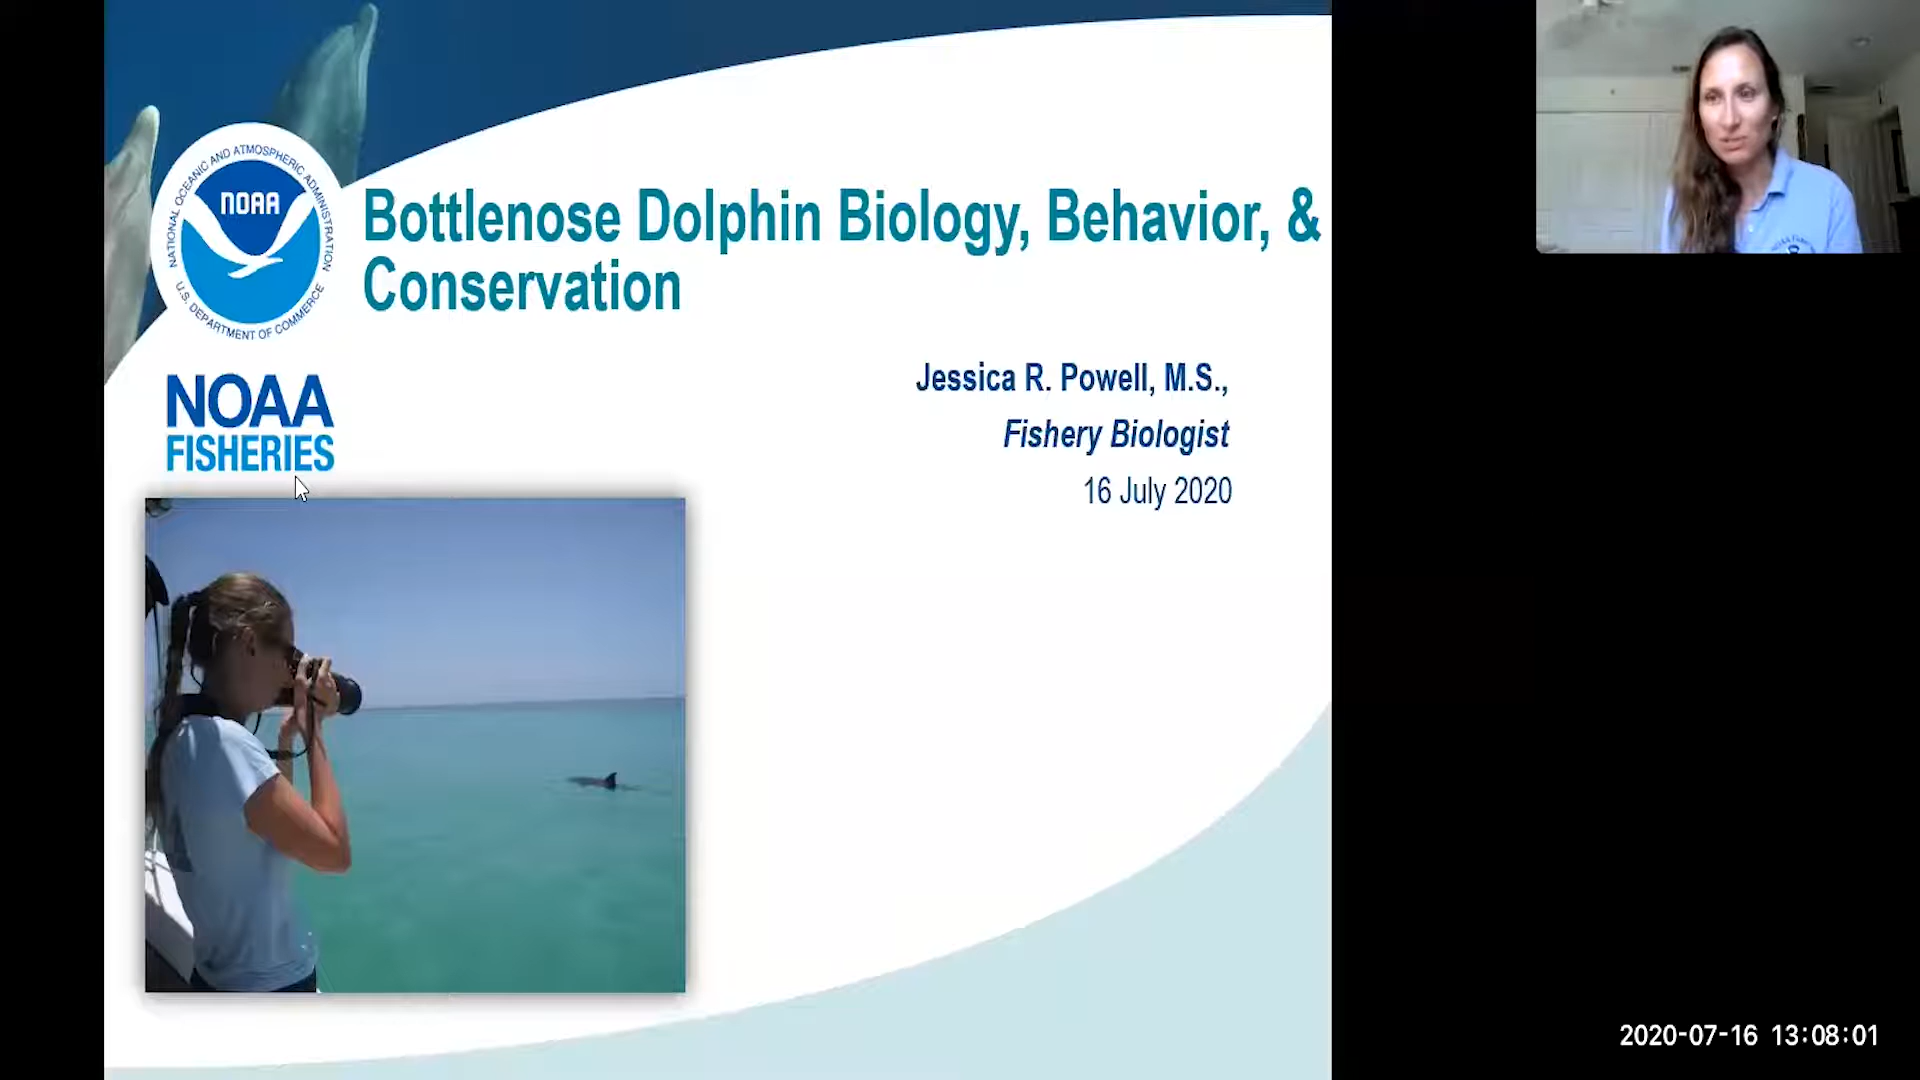 NATIONAL OCEANIC AND ATMOSPHERIC ADMINISTRATION
NOAA
U.S. DEPARTMENT OF COMMERCE
NOAA
FISHERIES
Bottlenose Dolphin Biology, Behavior, &
Conservation
Jessica R. Powell, M.S.,
Fishery Biologist
16 July 2020
2020-07-16 13:08:01